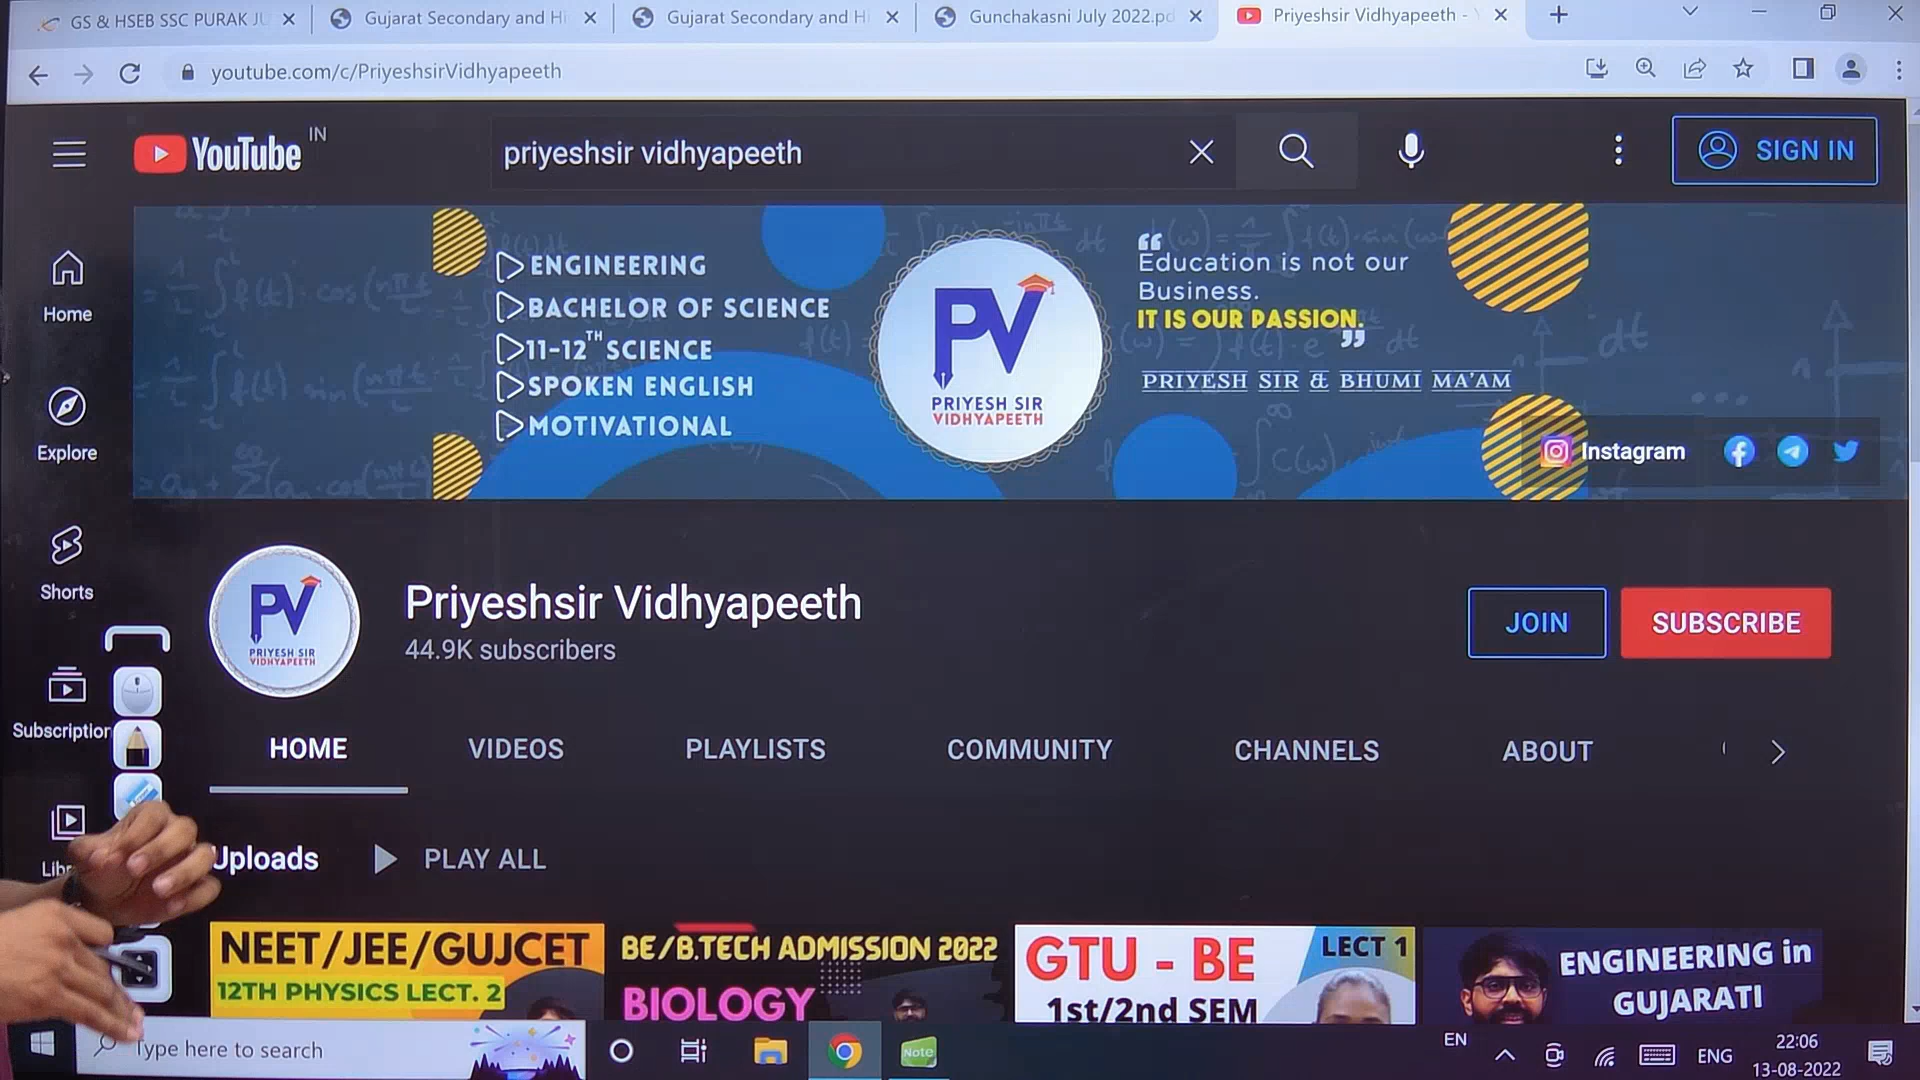 GS & HSEB SSC PURAK JU
Gujarat Secondary and Hi
Gujarat Secondary and Hi
Gunchakasni July 2022.pd
Priyeshsir Vidhyapeeth - Y
youtube.com/c/PriyeshsirVidhyapeeth
YouTube IN
priyeshsir vidhyapeeth
SIGN IN
ENGINEERING
BACHELOR OF SCIENCE
11-12TH SCIENCE
SPOKEN ENGLISH
MOTIVATIONAL
PV
PRIYESH SIR
VIDHYAPEETH
“Education is not our
Business.
IT IS OUR PASSION.”
PRIYESH SIR & BHUMI MA'AM
Instagram
Home
Explore
Shorts
Subscription
Libr
PV
PRIYESH SIR
VIDHYAPEETH
Priyeshsir Vidhyapeeth
44.9K subscribers
JOIN
SUBSCRIBE
HOME
VIDEOS
PLAYLISTS
COMMUNITY
CHANNELS
ABOUT
Uploads
PLAY ALL
NEET/JEE/GUJCET
12TH PHYSICS LECT. 2
BE/B.TECH ADMISSION 2022
BIOLOGY
GTU - BE
LECT 1
1st/2nd SEM
ENGINEERING in
GUJARATI
Type here to search
Note
EN
ENG
22:06
13-08-2022